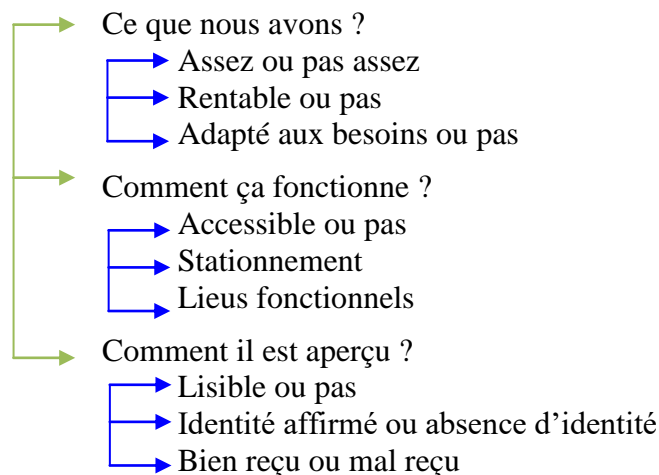 Ce que nous avons ?
Assez ou pas assez
Rentable ou pas
Adapté aux besoins ou pas
Comment ça fonctionne ?
Accessible ou pas
Stationnement
Lieus fonctionnels
Comment il est aperçu ?
Lisible ou pas
Identité affirmé ou absence d’identité
Bien reçu ou mal reçu